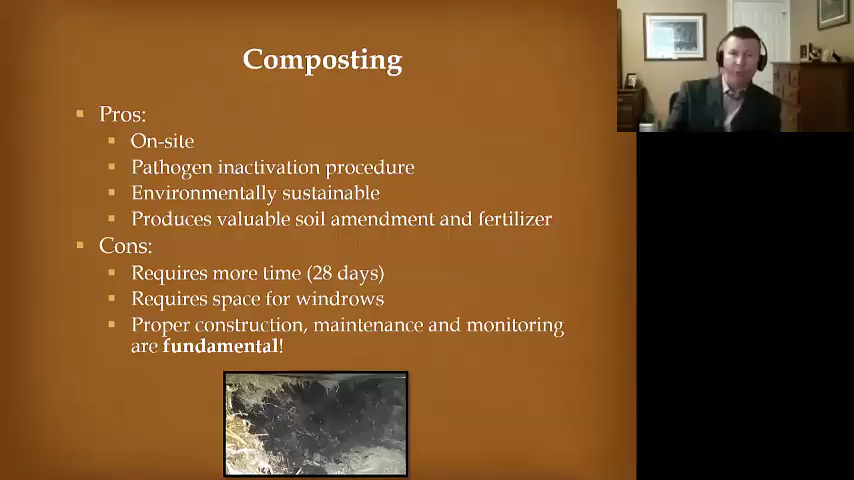 Composting
Pros:
On-site
Pathogen inactivation procedure
Environmentally sustainable
Produces valuable soil amendment and fertilizer
Cons:
Requires more time (28 days)
Requires space for windrows
Proper construction, maintenance and monitoring
are fundamental!